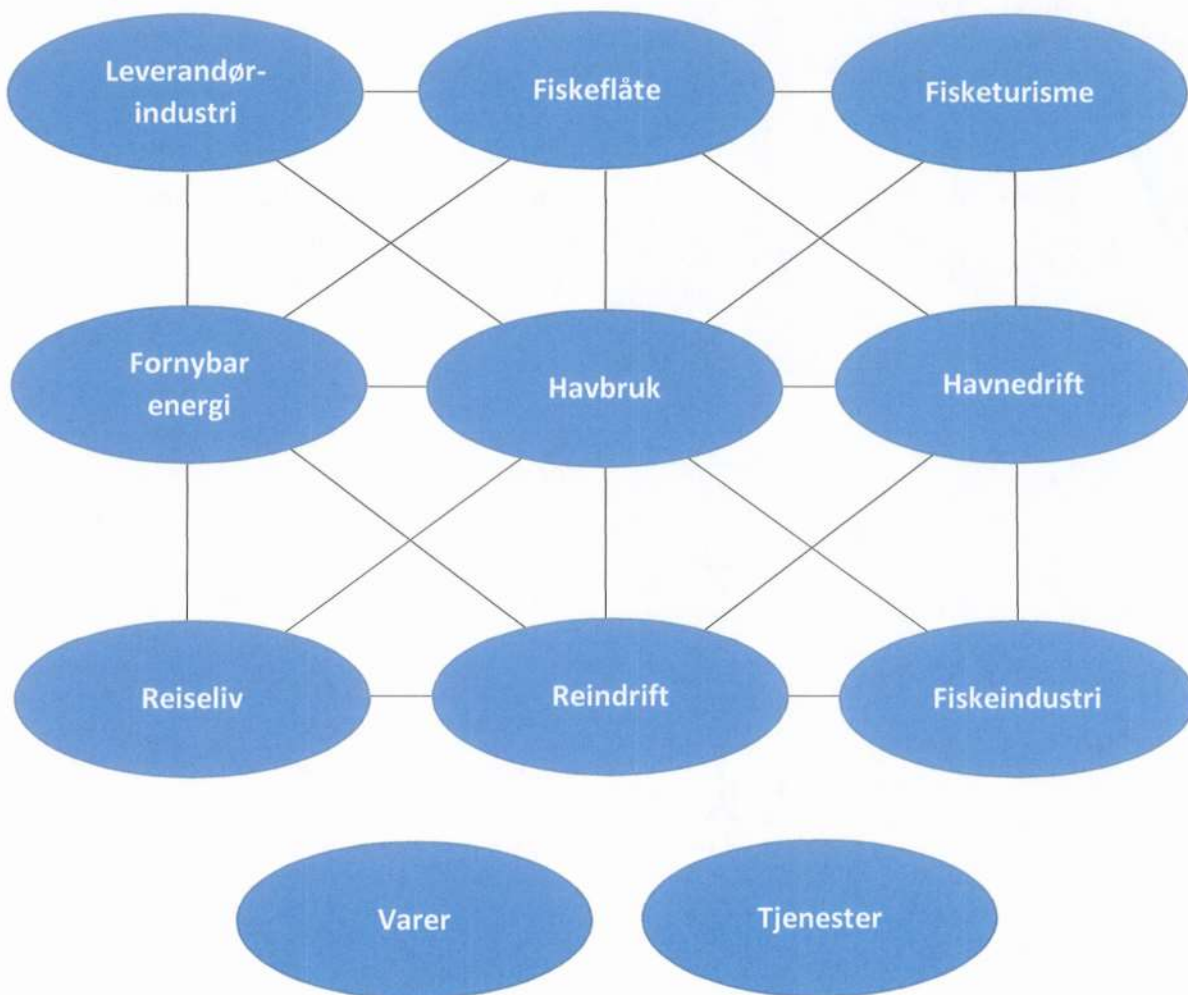 Leverandør-
industri
Fiskeflåte
Fisketurisme
Fornybar
energi
Havbruk
Havnedrift
Reiseliv
Reindrift
Fiskeindustri
Varer
Tjenester